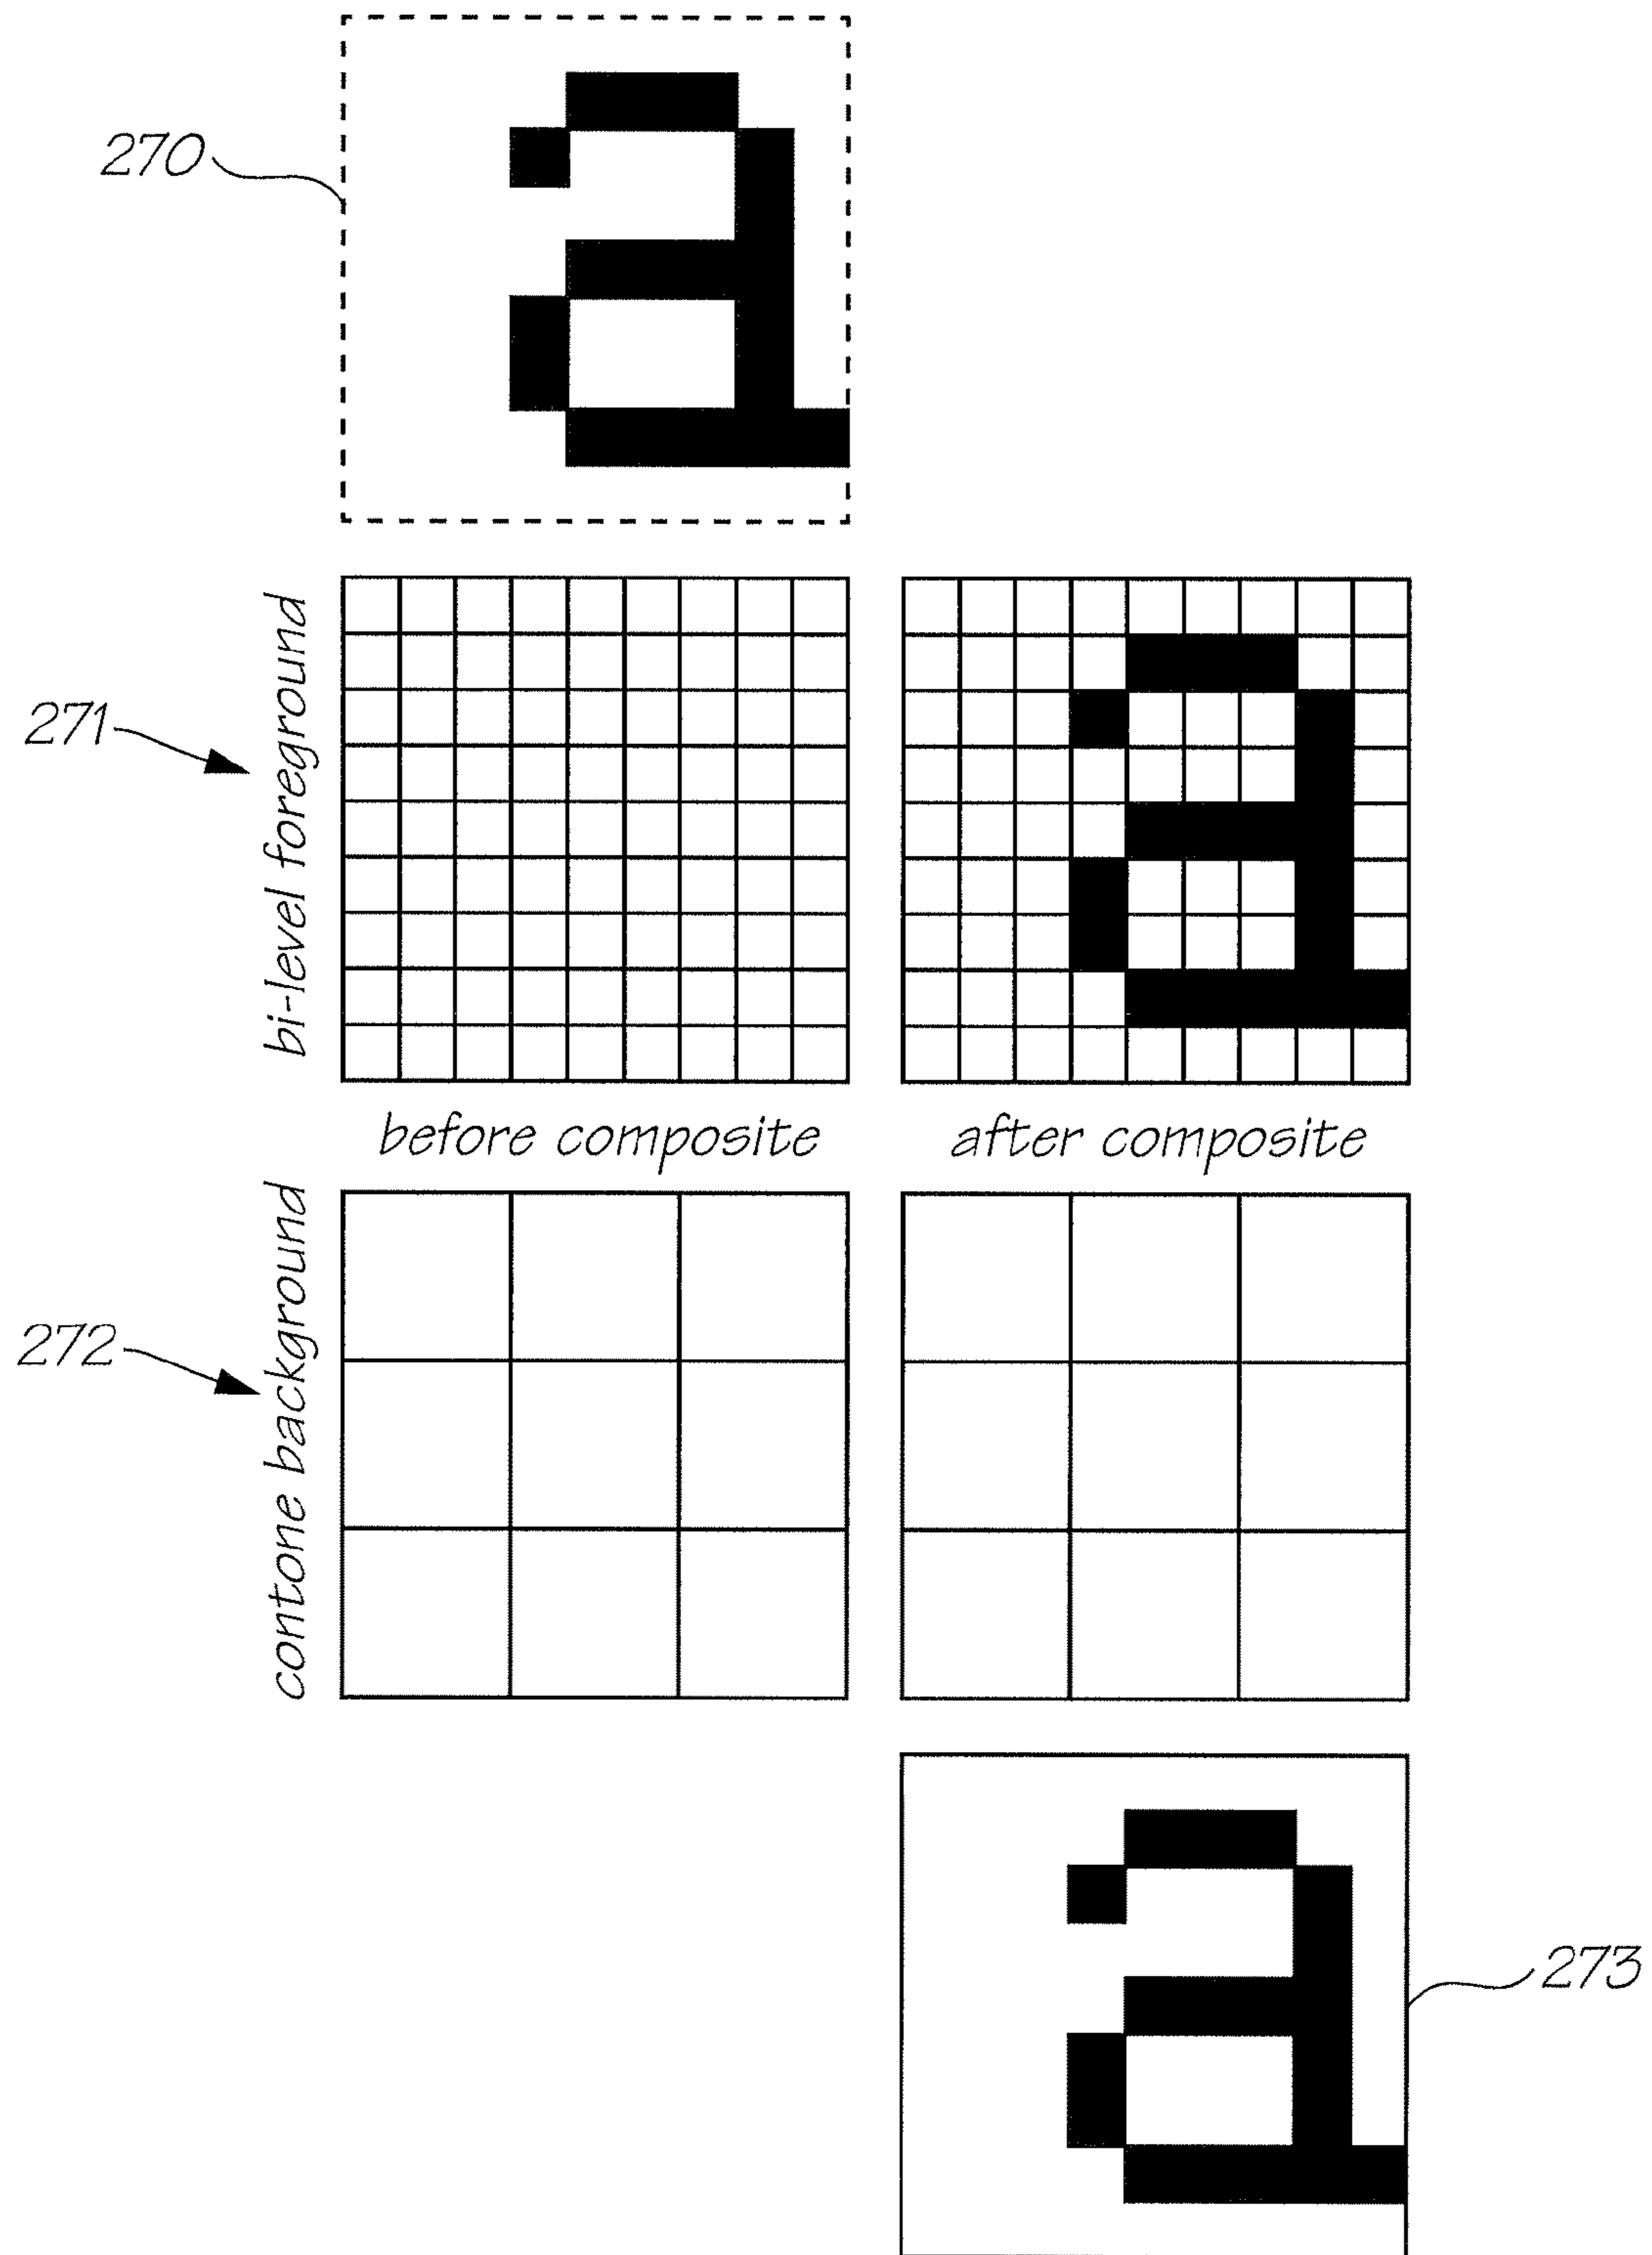 270
a
271
bi-level foreground
a
before composite
after composite
272
contone background
a
273